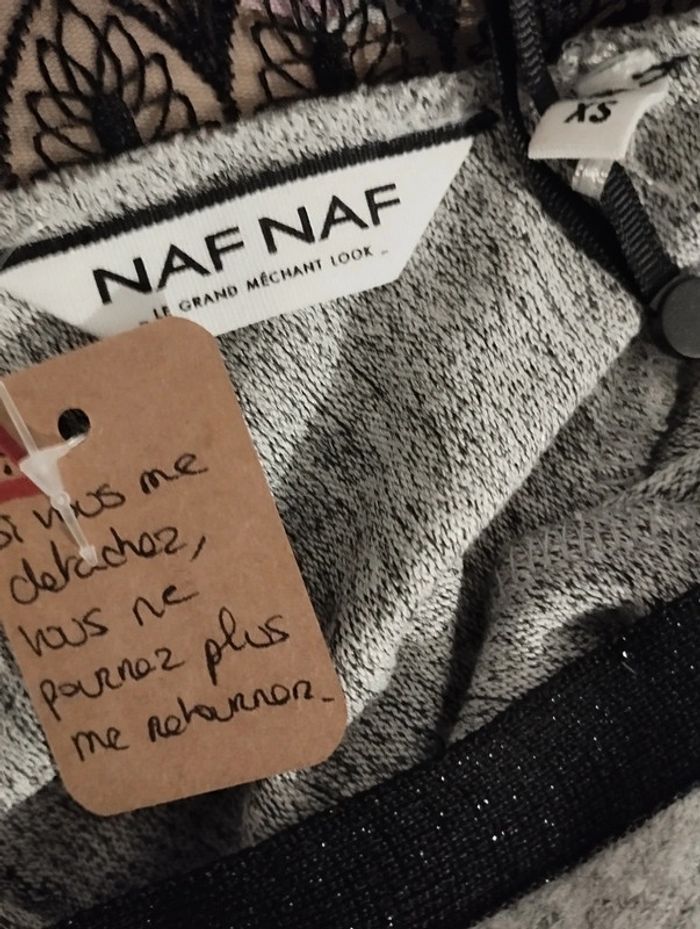 XS
NAF NAF
- LE GRAND MÉCHANT LOOK -
si vous me
detachez,
vous ne
pourrez plus
me retourner.